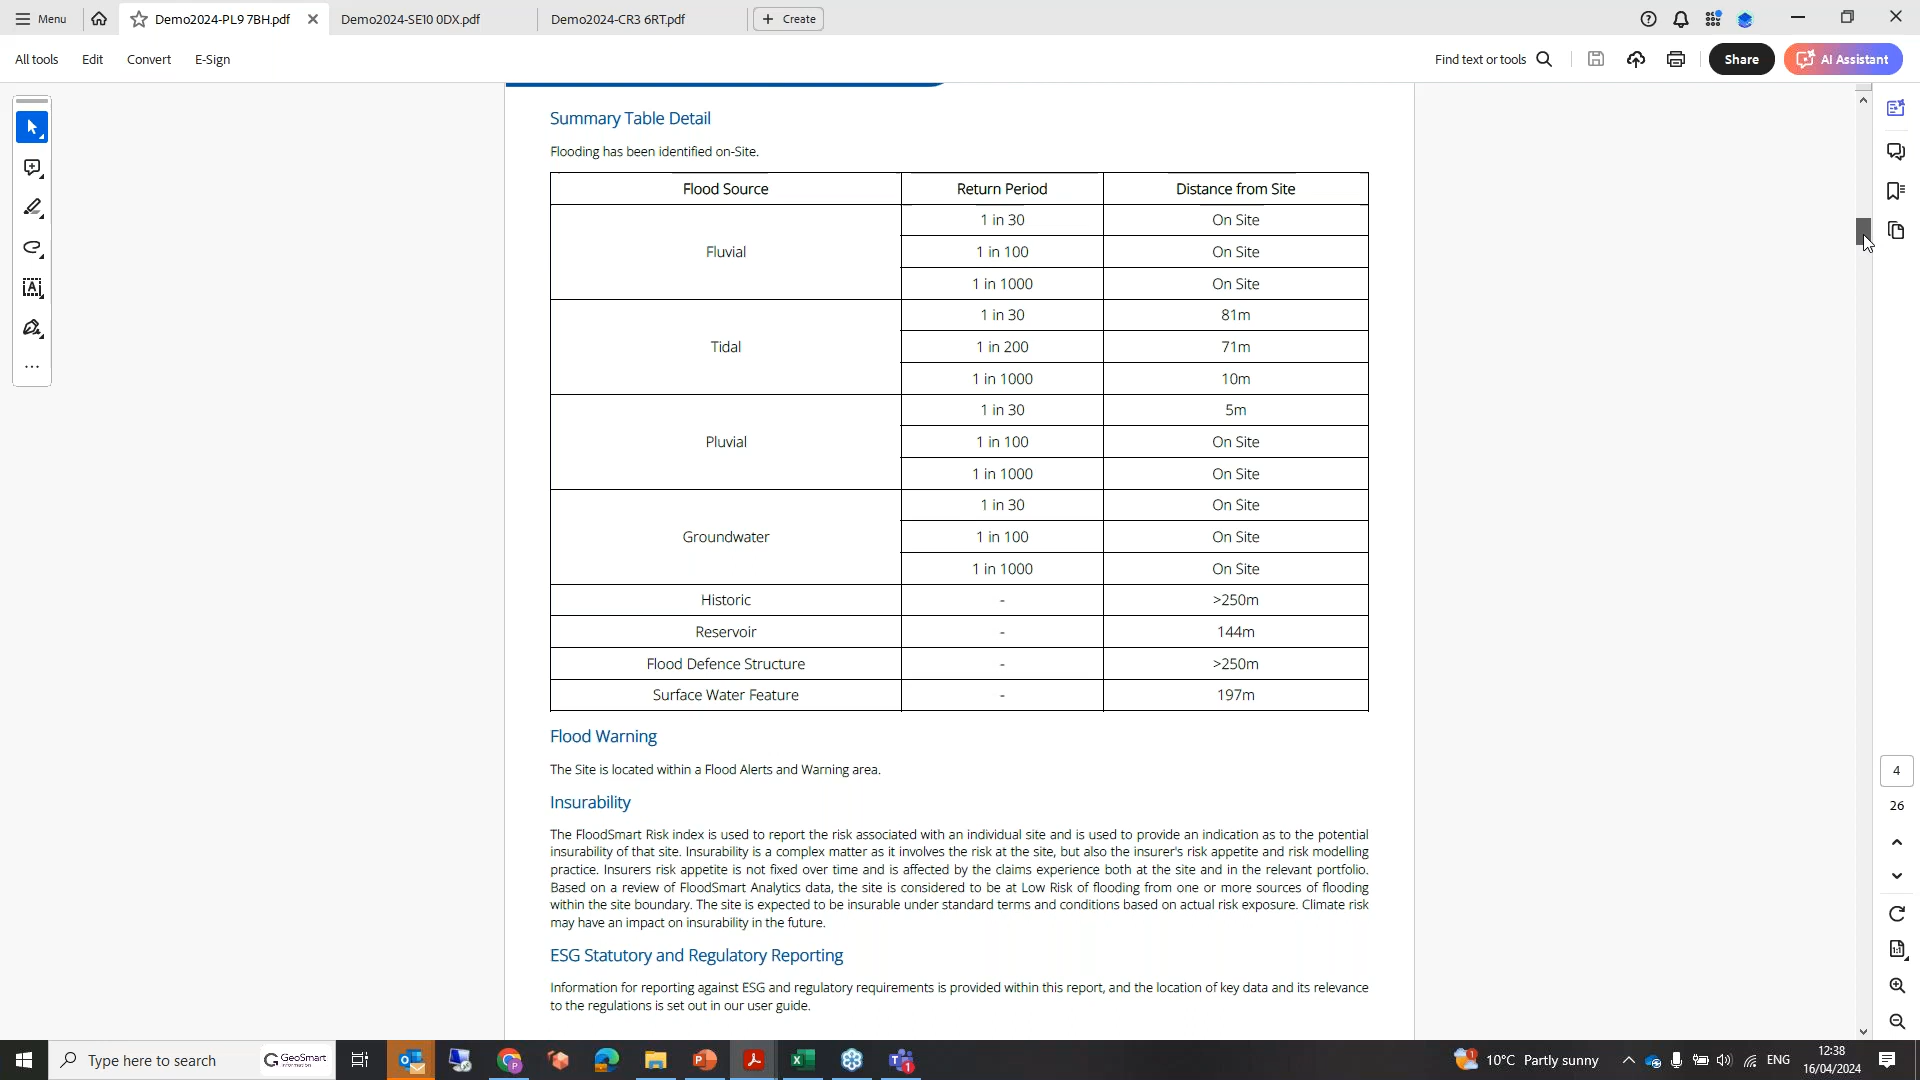 Menu
Demo2024-PL9 7BH.pdf
Demo2024-SE10 0DX.pdf
Demo2024-CR3 6RT.pdf
+ Create
All tools
Edit
Convert
E-Sign
Find text or tools
Share
AI Assistant
Summary Table Detail
Flooding has been identified on-Site.
Flood Source Return Period Distance from Site
Fluvial
1 in 30 On Site
1 in 100 On Site
1 in 1000 On Site
Tidal
1 in 30 81m
1 in 200 71m
1 in 1000 10m
Pluvial
1 in 30 5m
1 in 100 On Site
1 in 1000 On Site
Groundwater
1 in 30 On Site
1 in 100 On Site
1 in 1000 On Site
Historic - >250m
Reservoir - 144m
Flood Defence Structure - >250m
Surface Water Feature - 197m
Flood Warning
The Site is located within a Flood Alerts and Warning area.
Insurability
The FloodSmart Risk index is used to report the risk associated with an individual site and is used to provide an indication as to the potential
insurability of that site. Insurability is a complex matter as it involves the risk at the site, but also the insurer's risk appetite and risk modelling
practice. Insurers risk appetite is not fixed over time and is affected by the claims experience both at the site and in the relevant portfolio.
Based on a review of FloodSmart Analytics data, the site is considered to be at Low Risk of flooding from one or more sources of flooding
within the site boundary. The site is expected to be insurable under standard terms and conditions based on actual risk exposure. Climate risk
may have an impact on insurability in the future.
ESG Statutory and Regulatory Reporting
Information for reporting against ESG and regulatory requirements is provided within this report, and the location of key data and its relevance
to the regulations is set out in our user guide.
4
26
Type here to search
GeoSmart
Information
10°C Partly sunny
ENG
12:38
16/04/2024